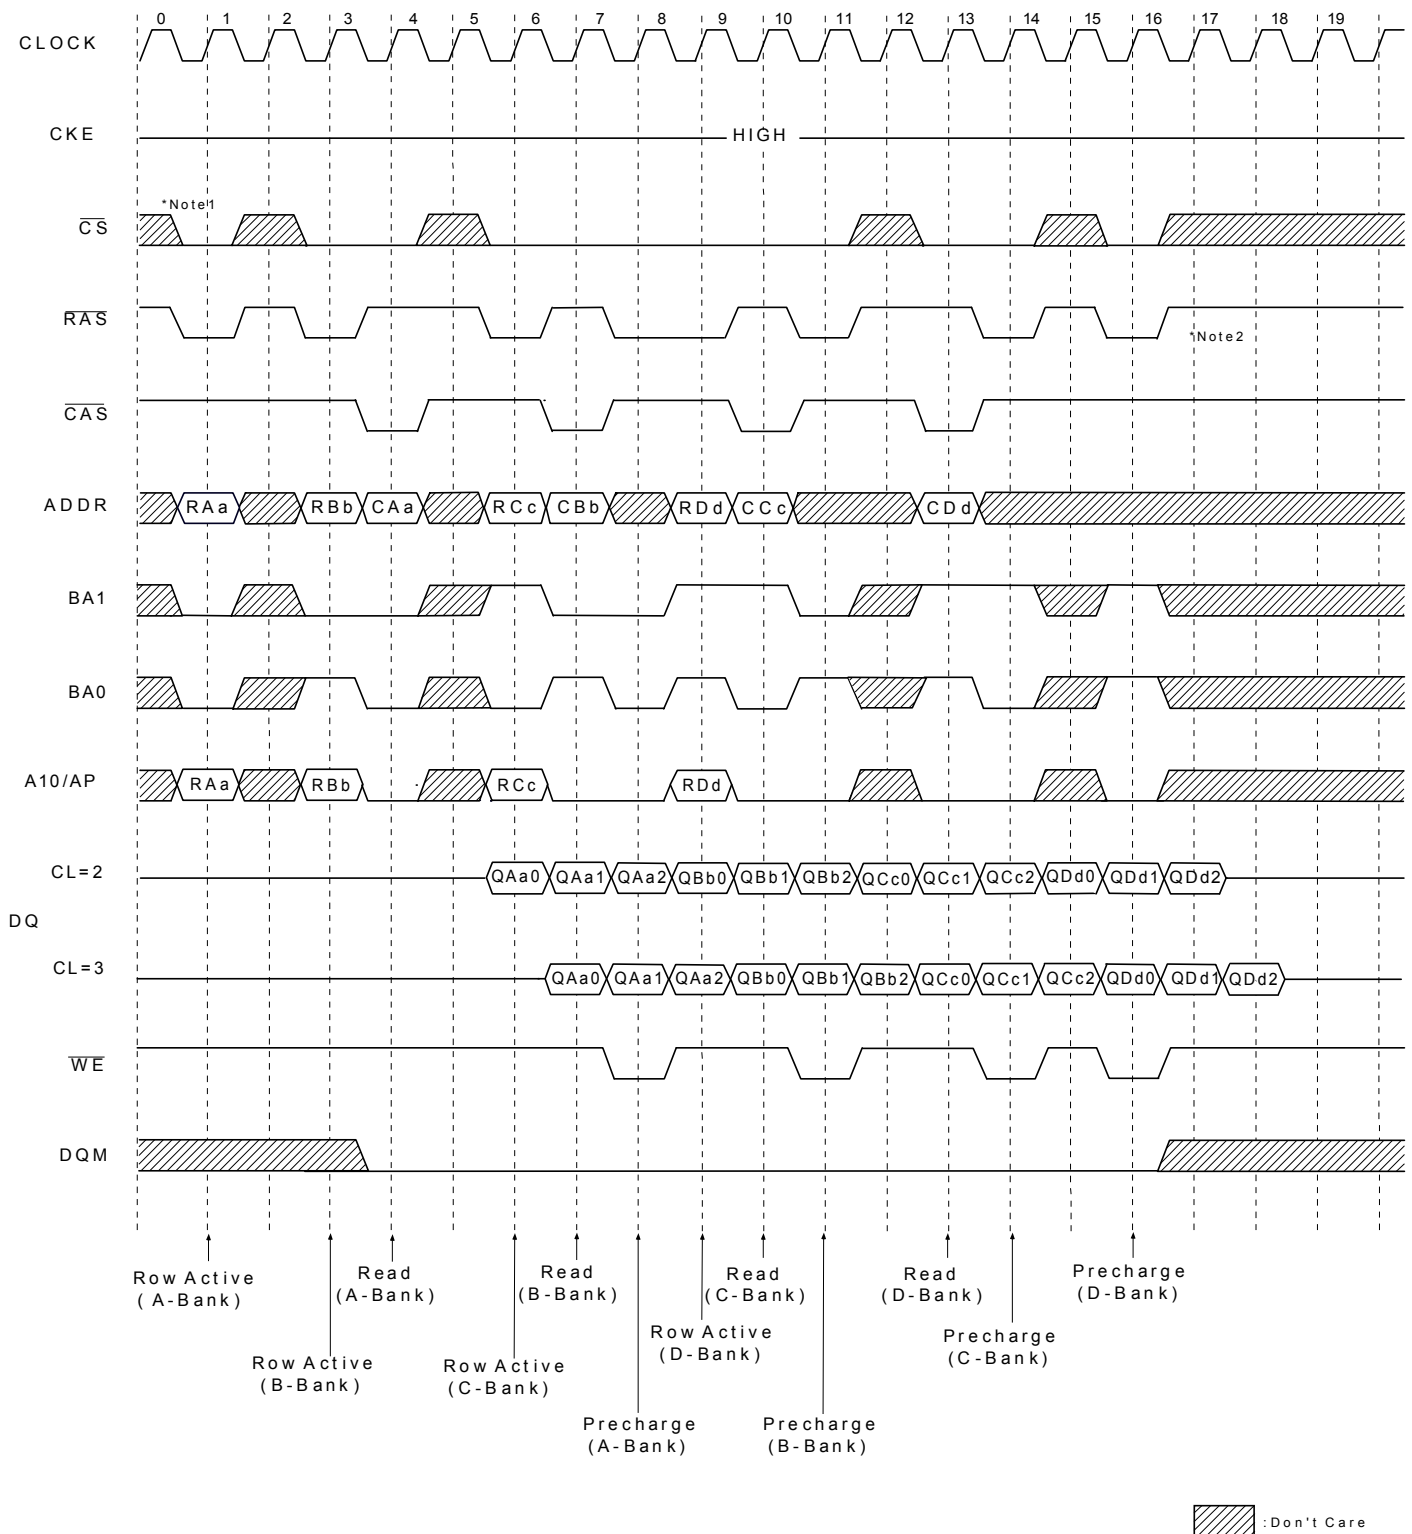 0 1 2 3 4 5 6 7 8 9 10 11 12 13 14 15 16 17 18 19
CLOCK
CKE
HIGH
*Note1
CS
RAS
*Note2
CAS
ADDR RAa RBb CAa RCc CBb RDd CCc CDd
BA1
BA0
A10/AP RAa RBb RCc RDd
CL=2 QAa0 QAa1 QAa2 QBb0 QBb1 QBb2 QCc0 QCc1 QCc2 QDd0 QDd1 QDd2
DQ
CL=3 QAa0 QAa1 QAa2 QBb0 QBb1 QBb2 QCc0 QCc1 QCc2 QDd0 QDd1 QDd2
WE
DQM
Row Active
(A-Bank)
Read
(A-Bank)
Read
(B-Bank)
Read
(C-Bank)
Read
(D-Bank)
Precharge
(D-Bank)
Row Active
(B-Bank)
Row Active
(C-Bank)
Row Active
(D-Bank)
Precharge
(C-Bank)
Precharge
(A-Bank)
Precharge
(B-Bank)
:Don't Care